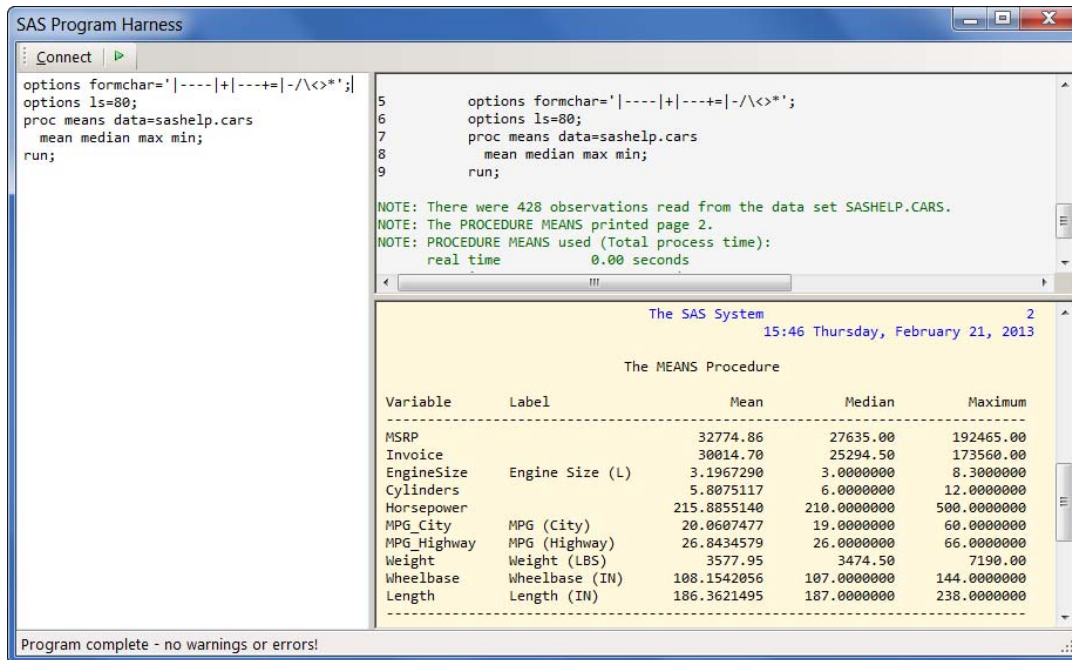 SAS Program Harness
Connect
options formchar='|----|+|---+=|-/\<>*';
options ls=80;
proc means data=sashelp.cars
mean median max min;
run;
5 options formchar='|----|+|---+=|-/\<>*';
6 options ls=80;
7 proc means data=sashelp.cars
8 mean median max min;
9 run;
NOTE: There were 428 observations read from the data set SASHELP.CARS.
NOTE: The PROCEDURE MEANS printed page 2.
NOTE: PROCEDURE MEANS used (Total process time):
real time 0.00 seconds
The SAS System 2
15:46 Thursday, February 21, 2013
The MEANS Procedure
Variable Label Mean Median Maximum
--------------------------------------------------------------------------------
MSRP 32774.86 27635.00 192465.00
Invoice 30014.70 25294.50 173560.00
EngineSize Engine Size (L) 3.1967290 3.0000000 8.3000000
Cylinders 5.8075117 6.0000000 12.0000000
Horsepower 215.8855140 210.0000000 500.0000000
MPG_City MPG (City) 20.0607477 19.0000000 60.0000000
MPG_Highway MPG (Highway) 26.8434579 26.0000000 66.0000000
Weight Weight (LBS) 3577.95 3474.50 7190.00
Wheelbase Wheelbase (IN) 108.1542056 107.0000000 144.0000000
Length Length (IN) 186.3621495 187.0000000 238.0000000
--------------------------------------------------------------------------------
Program complete - no warnings or errors!